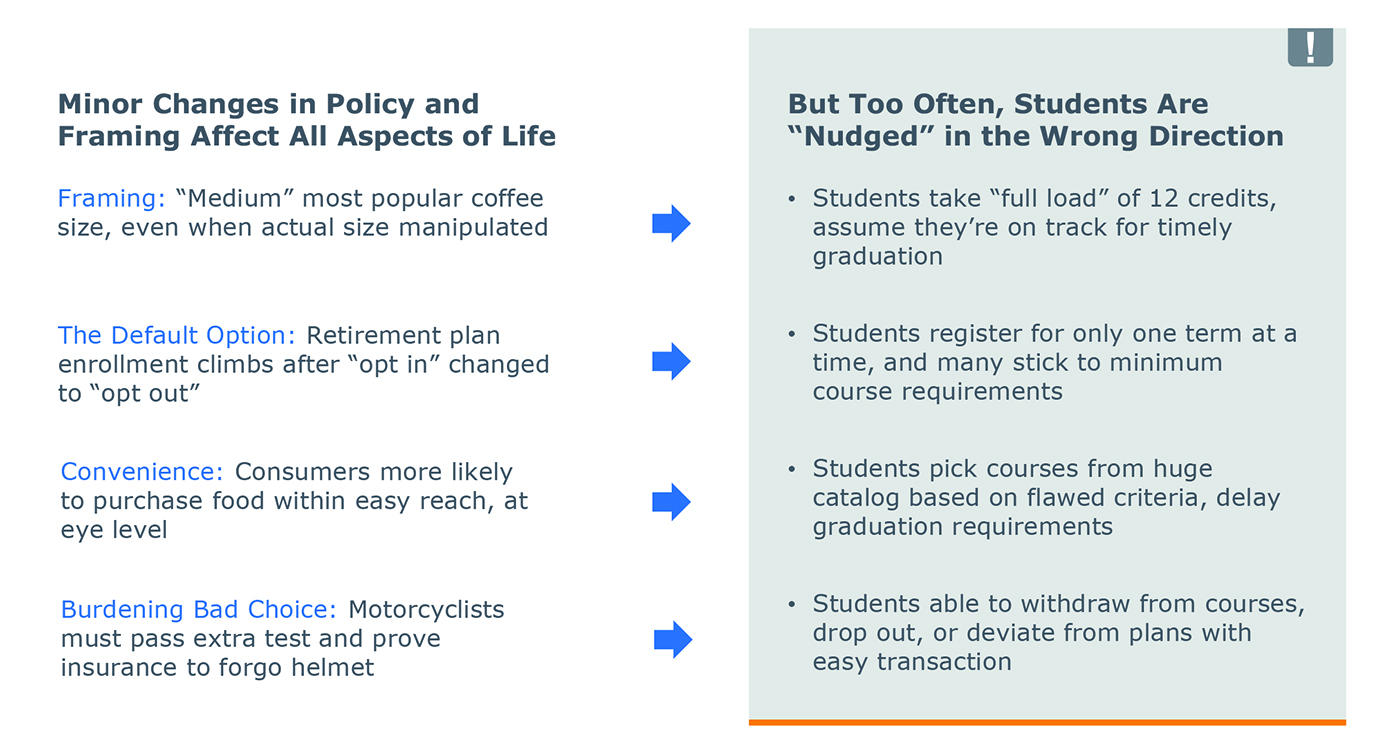 !
Minor Changes in Policy and
Framing Affect All Aspects of Life
Framing: “Medium” most popular coffee
size, even when actual size manipulated
The Default Option: Retirement plan
enrollment climbs after “opt in” changed
to “opt out”
Convenience: Consumers more likely
to purchase food within easy reach, at
eye level
Burdening Bad Choice: Motorcyclists
must pass extra test and prove
insurance to forgo helmet
But Too Often, Students Are
“Nudged” in the Wrong Direction
• Students take “full load” of 12 credits,
assume they’re on track for timely
graduation
• Students register for only one term at a
time, and many stick to minimum
course requirements
• Students pick courses from huge
catalog based on flawed criteria, delay
graduation requirements
• Students able to withdraw from courses,
drop out, or deviate from plans with
easy transaction